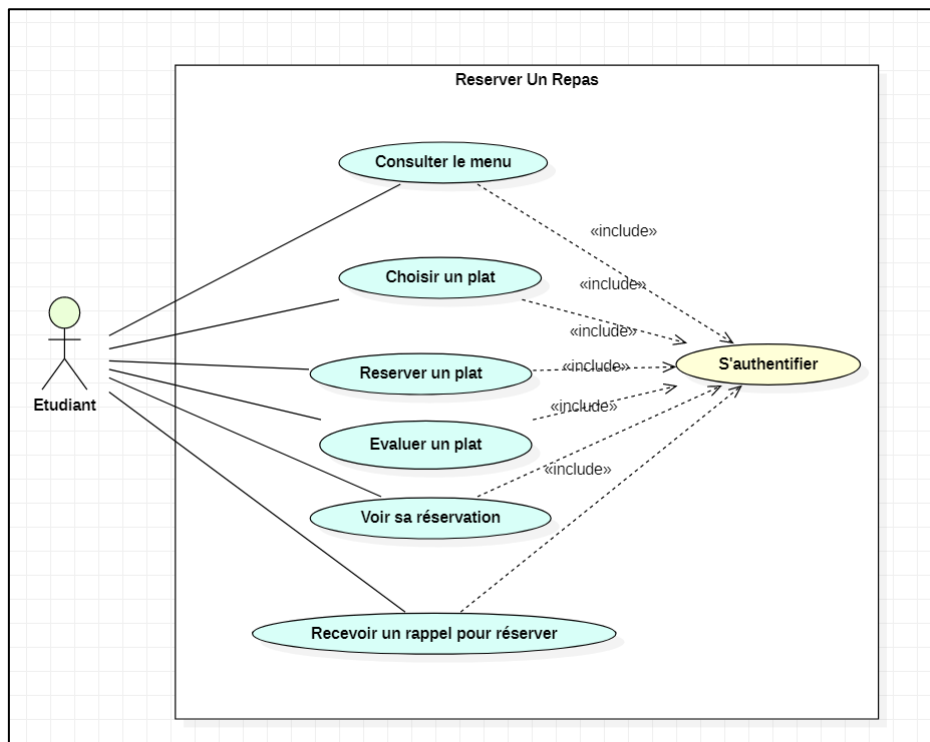 Reserver Un Repas
Consulter le menu
«include»
Choisir un plat
«include»
«include»
S'authentifier
Reserver un plat
«include»
Etudiant
«include»
Evaluer un plat
«include»
Voir sa réservation
Recevoir un rappel pour réserver